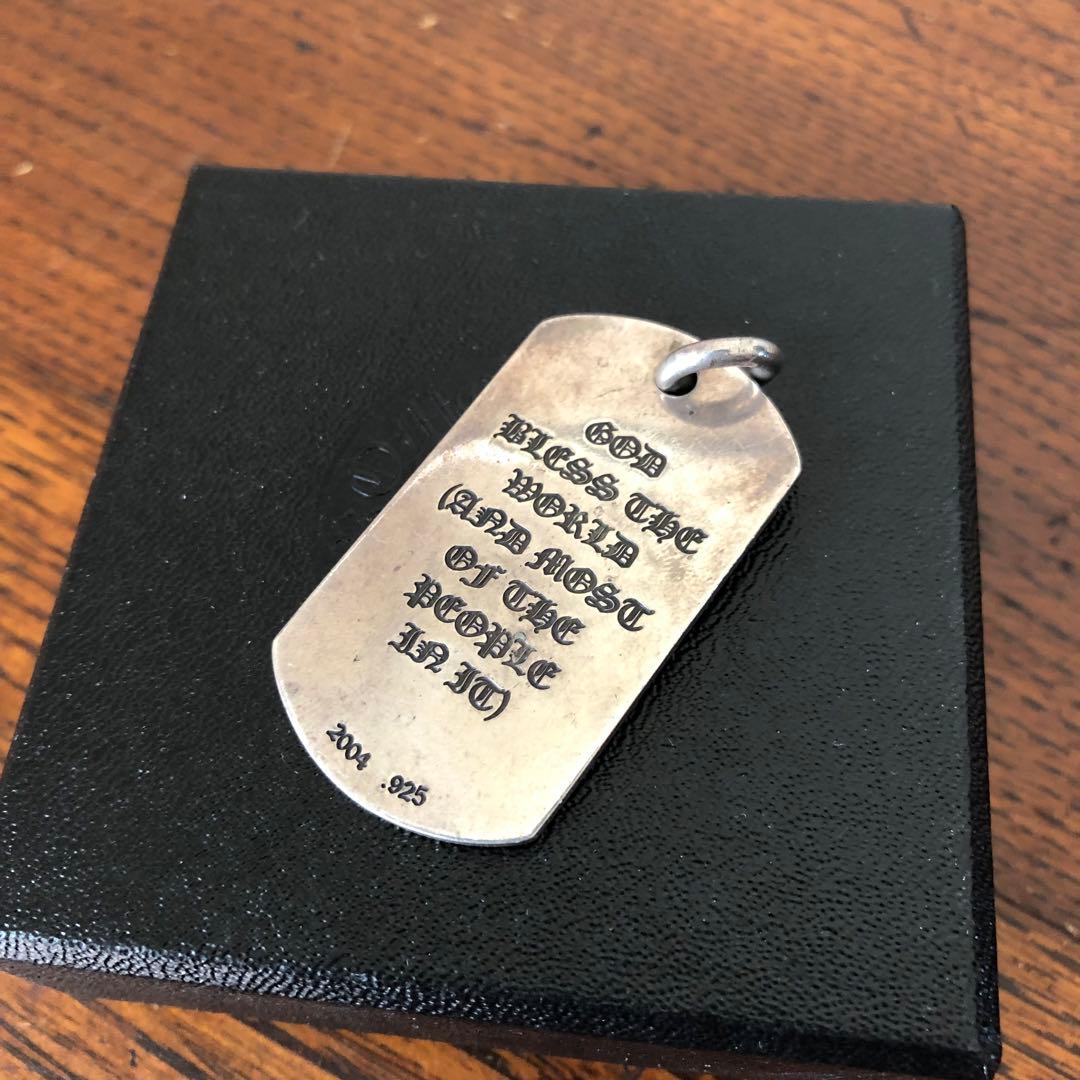 GOD
BLESS THE
WORLD
(AND MOST
OF THE
PEOPLE
IN IT)
2004 .925